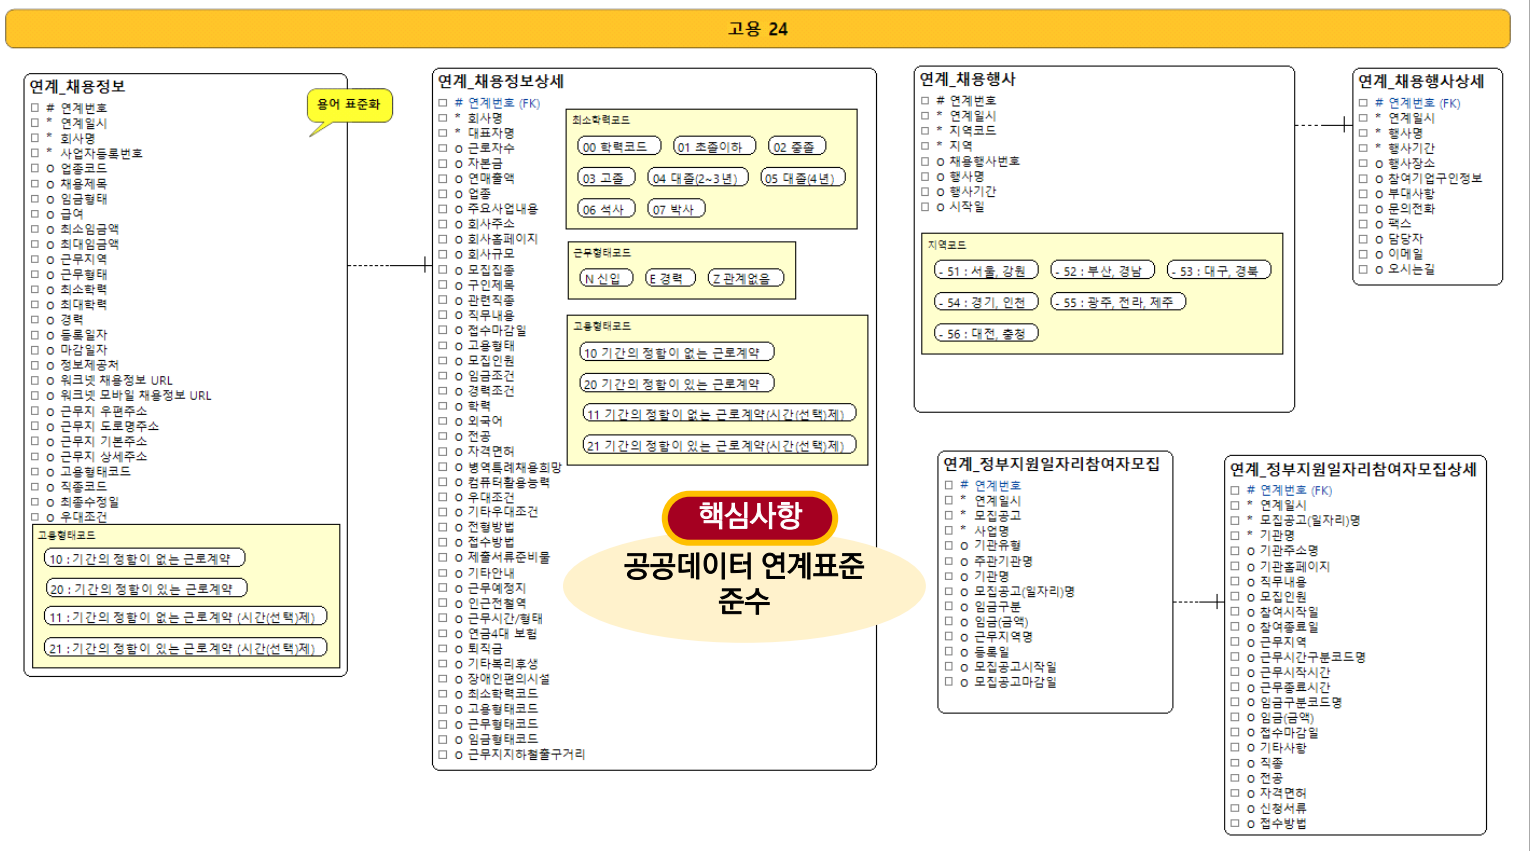 고용 24
연계_채용정보
□ # 연계번호
□ * 연계일시
□ * 회사명
□ * 사업자등록번호
□ o 업종코드
□ o 채용제목
□ o 임금형태
□ o 급여
□ o 최소임금액
□ o 최대임금액
□ o 근무지역
□ o 근무형태
□ o 최소학력
□ o 최대학력
□ o 경력
□ o 등록일자
□ o 마감일자
□ o 정보제공처
□ o 워크넷 채용정보 URL
□ o 워크넷 모바일 채용정보 URL
□ o 근무지 우편주소
□ o 근무지 도로명주소
□ o 근무지 기본주소
□ o 근무지 상세주소
□ o 고용형태코드
□ o 직종코드
□ o 최종수정일
□ o 우대조건
고용형태코드
10 : 기간의 정함이 없는 근로계약
20 : 기간의 정함이 있는 근로계약
11 : 기간의 정함이 없는 근로계약 (시간(선택)제)
21 : 기간의 정함이 있는 근로계약 (시간(선택)제)
용어 표준화
연계_채용정보상세
□ # 연계번호 (FK)
□ * 회사명
□ * 대표자명
□ o 근로자수
□ o 자본금
□ o 연매출액
□ o 업종
□ o 주요사업내용
□ o 회사주소
□ o 회사홈페이지
□ o 회사규모
□ o 모집집종
□ o 구인제목
□ o 관련직종
□ o 직무내용
□ o 접수마감일
□ o 고용형태
□ o 모집인원
□ o 임금조건
□ o 경력조건
□ o 학력
□ o 외국어
□ o 전공
□ o 자격면허
□ o 병역특례채용희망
□ o 컴퓨터활용능력
□ o 우대조건
□ o 기타우대조건
□ o 전형방법
□ o 접수방법
□ o 제출서류준비물
□ o 기타안내
□ o 근무예정지
□ o 인근전철역
□ o 근무시간/형태
□ o 연금4대 보험
□ o 퇴직금
□ o 기타복리후생
□ o 장애인편의시설
□ o 최소학력코드
□ o 고용형태코드
□ o 근무형태코드
□ o 임금형태코드
□ o 근무지지하철출구거리
최소학력코드
00 학력코드 01 초졸이하 02 중졸
03 고졸 04 대졸(2~3년) 05 대졸(4년)
06 석사 07 박사
근무형태코드
N 신입 E 경력 Z 관계없음
고용형태코드
10 기간의 정함이 없는 근로계약
20 기간의 정함이 있는 근로계약
11 기간의 정함이 없는 근로계약(시간(선택)제)
21 기간의 정함이 있는 근로계약(시간(선택)제)
핵심사항
공공데이터 연계표준
준수
연계_채용행사
□ # 연계번호
□ * 연계일시
□ * 지역코드
□ * 지역
□ o 채용행사번호
□ o 행사명
□ o 행사기간
□ o 시작일
지역코드
- 51 : 서울, 강원 - 52 : 부산, 경남 - 53 : 대구, 경북
- 54 : 경기, 인천 - 55 : 광주, 전라, 제주
- 56 : 대전, 충청
연계_채용행사상세
□ # 연계번호 (FK)
□ * 연계일시
□ * 행사명
□ * 행사기간
□ o 행사장소
□ o 참여기업구인정보
□ o 부대사항
□ o 문의전화
□ o 팩스
□ o 담당자
□ o 이메일
□ o 오시는길
연계_정부지원일자리참여자모집
□ # 연계번호
□ * 연계일시
□ * 모집공고
□ * 사업명
□ o 기관유형
□ o 주관기관명
□ o 기관명
□ o 모집공고(일자리)명
□ o 임금구분
□ o 임금(금액)
□ o 근무지역명
□ o 등록일
□ o 모집공고시작일
□ o 모집공고마감일
연계_정부지원일자리참여자모집상세
□ # 연계번호 (FK)
□ * 연계일시
□ * 모집공고(일자리)명
□ * 기관명
□ o 기관주소명
□ o 기관홈페이지
□ o 직무내용
□ o 모집인원
□ o 참여시작일
□ o 참여종료일
□ o 근무지역
□ o 근무시간구분코드명
□ o 근무시작시간
□ o 근무종료시간
□ o 임금구분코드명
□ o 임금(금액)
□ o 접수마감일
□ o 기타사항
□ o 직종
□ o 전공
□ o 자격면허
□ o 신청서류
□ o 접수방법